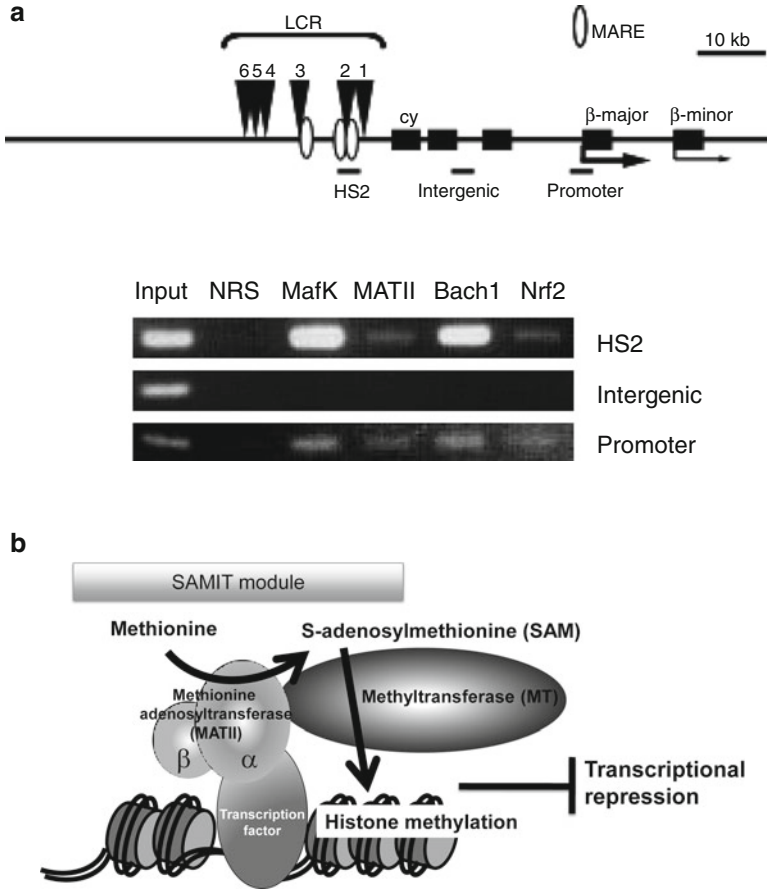 a
LCR
MARE
10 kb
6 5 4 3 2 1
cy
β-major
β-minor
HS2
Intergenic
Promoter
Input NRS MafK MATII Bach1 Nrf2
HS2
Intergenic
Promoter
b
SAMIT module
Methionine
S-adenosylmethionine (SAM)
Methionine
adenosyltransferase
(MATII)
Methyltransferase (MT)
β
α
Transcription
factor
Histone methylation
Transcriptional
repression